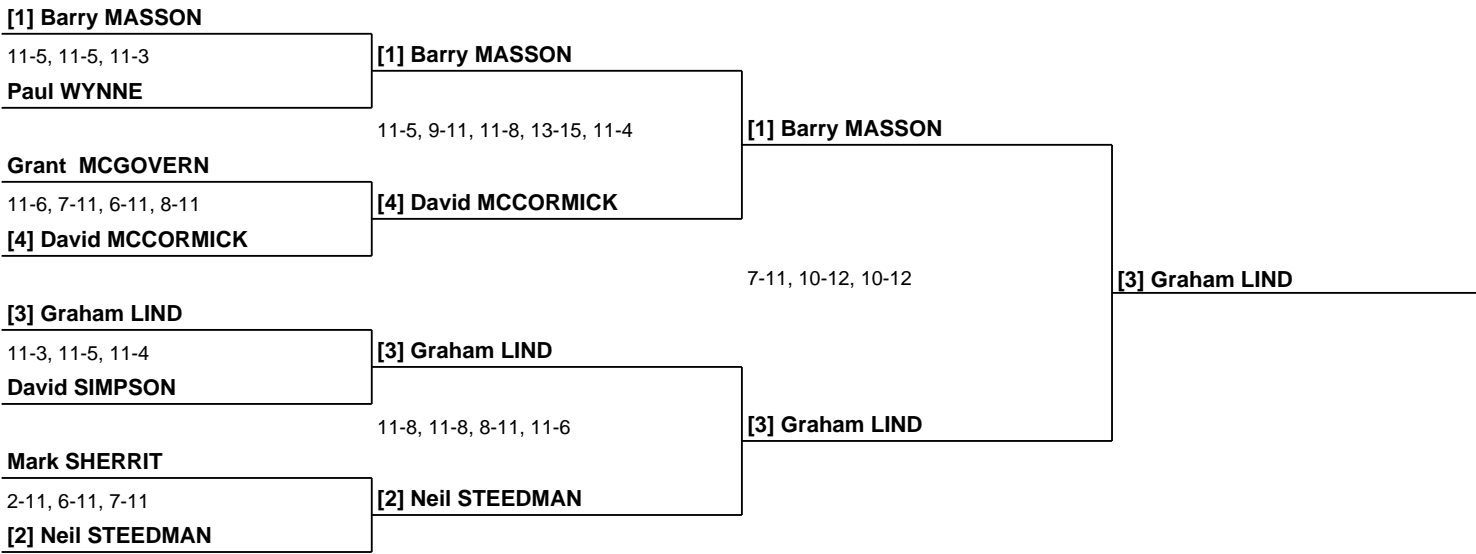 [1] Barry MASSON
11-5, 11-5, 11-3
[1] Barry MASSON
Paul WYNNE
11-5, 9-11, 11-8, 13-15, 11-4
[1] Barry MASSON
Grant  MCGOVERN
11-6, 7-11, 6-11, 8-11
[4] David MCCORMICK
[4] David MCCORMICK
7-11, 10-12, 10-12
[3] Graham LIND
[3] Graham LIND
11-3, 11-5, 11-4
[3] Graham LIND
David SIMPSON
11-8, 11-8, 8-11, 11-6
[3] Graham LIND
Mark SHERRIT
2-11, 6-11, 7-11
[2] Neil STEEDMAN
[2] Neil STEEDMAN